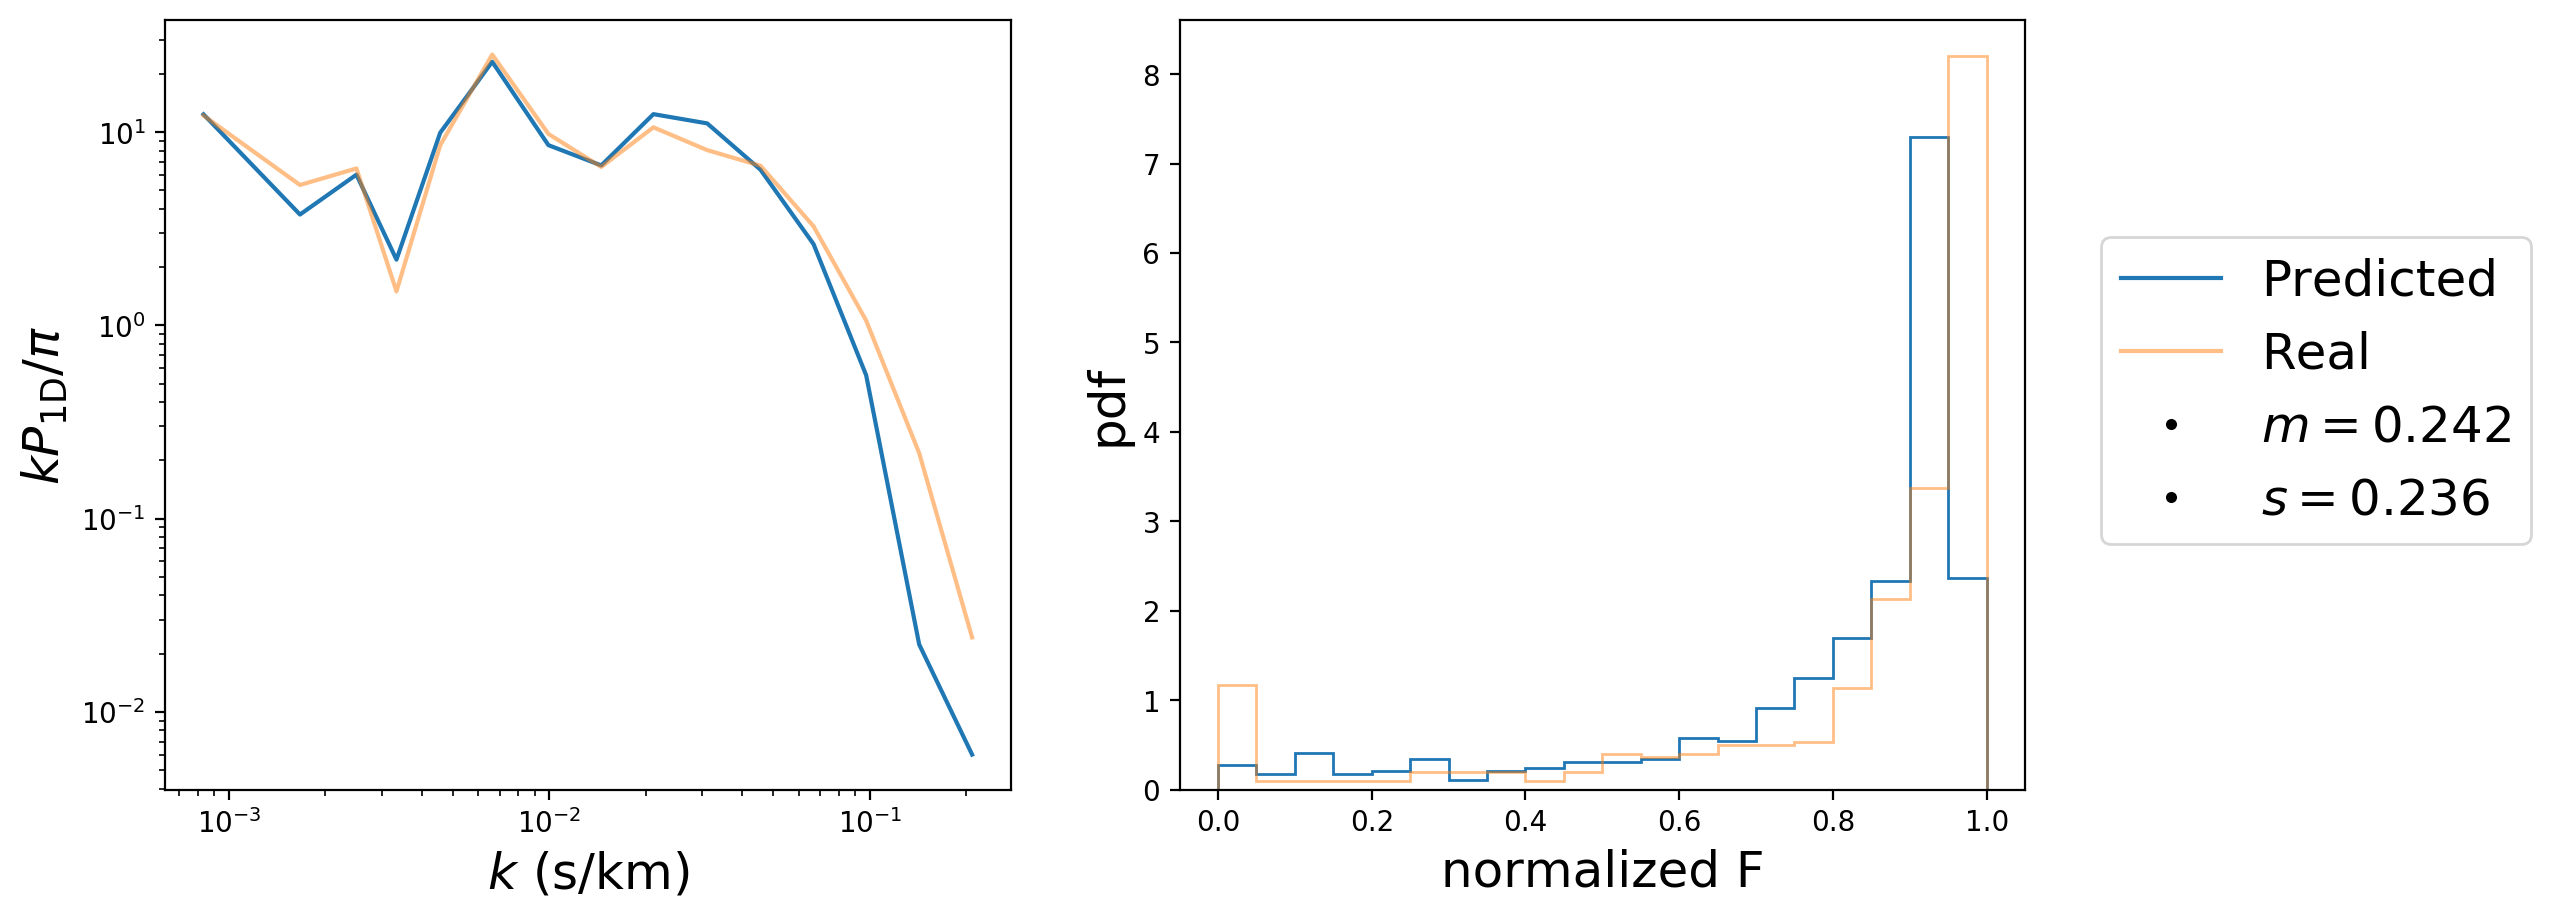 kP₁D/π
10¹
10⁰
10⁻¹
10⁻²
10⁻³
10⁻²
10⁻¹
k (s/km)
pdf
8
7
6
5
4
3
2
1
0
0.0
0.2
0.4
0.6
0.8
1.0
normalized F
Predicted
Real
m = 0.242
s = 0.236